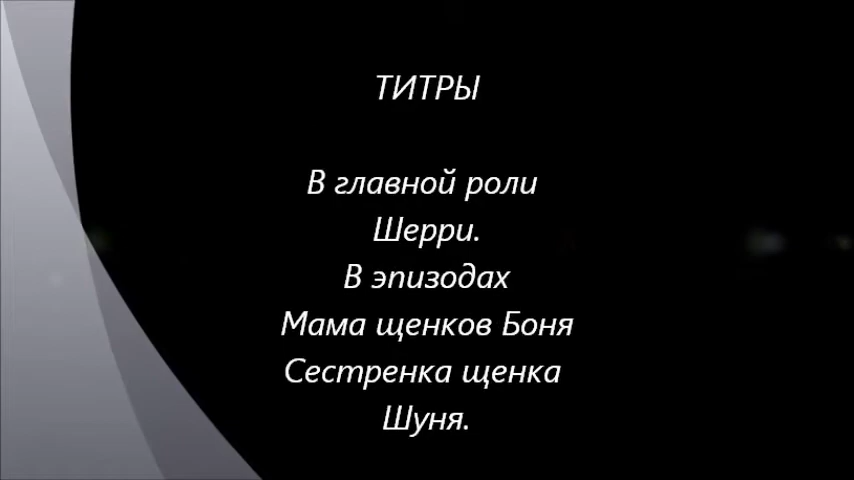 ТИТРЫ
В главной роли
Шерри.
В эпизодах
Мама щенков Боня
Сестренка щенка
Шуня.